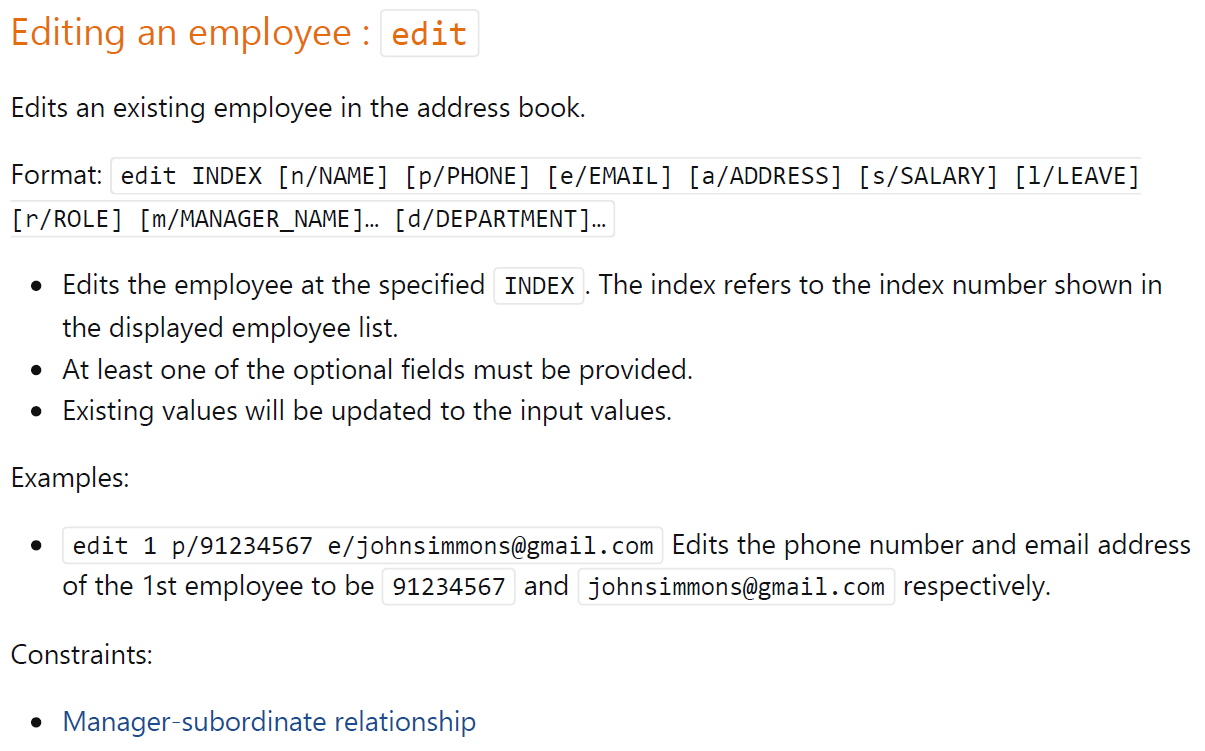 Editing an employee : edit
Edits an existing employee in the address book.
Format: edit INDEX [n/NAME] [p/PHONE] [e/EMAIL] [a/ADDRESS] [s/SALARY] [l/LEAVE]
[r/ROLE] [m/MANAGER_NAME]… [d/DEPARTMENT]…
• Edits the employee at the specified INDEX. The index refers to the index number shown in
the displayed employee list.
• At least one of the optional fields must be provided.
• Existing values will be updated to the input values.
Examples:
• edit 1 p/91234567 e/johnsimmons@gmail.com Edits the phone number and email address
of the 1st employee to be 91234567 and johnsimmons@gmail.com respectively.
Constraints:
• Manager-subordinate relationship